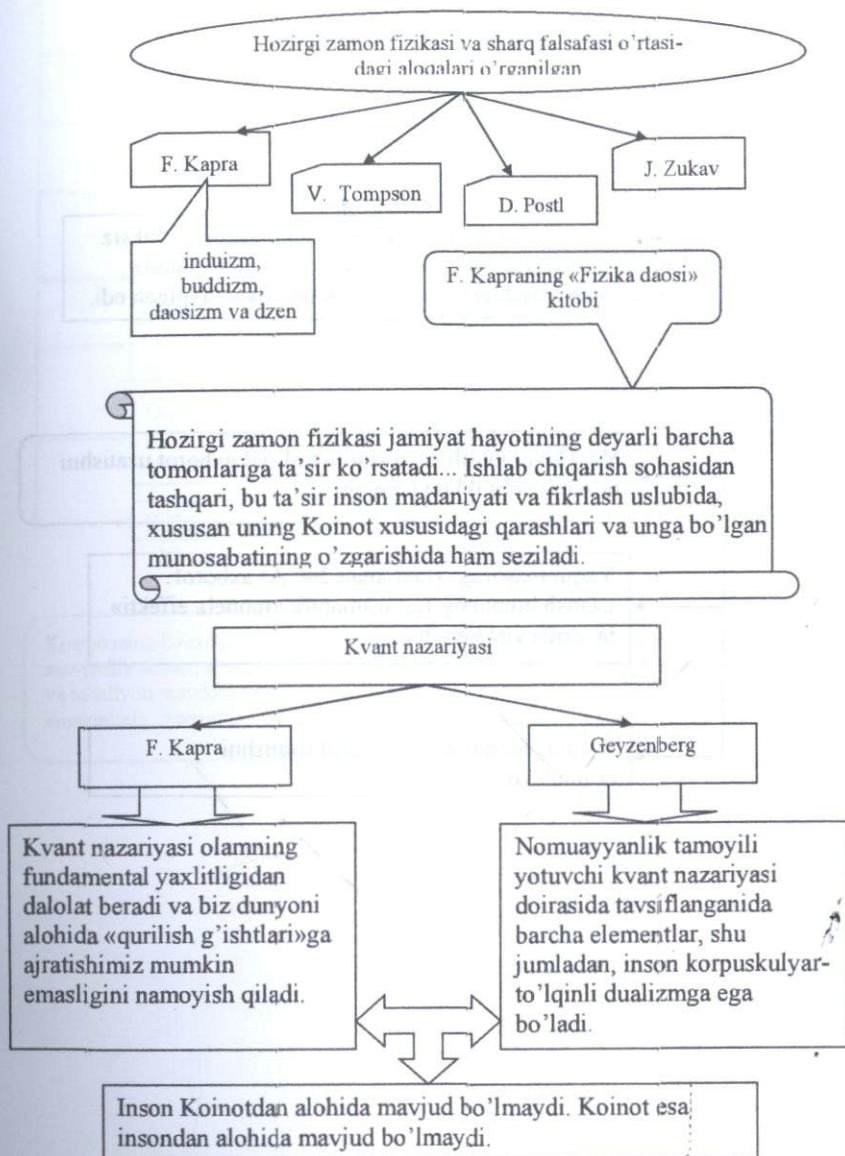 Hozirgi zamon fizikasi va sharq falsafasi o'rtasi-
dagi aloqalari o'rganilgan
F. Kapra
V. Tompson
D. Postl
J. Zukav
induizm,
buddizm,
daosizm va dzen
F. Kapraning «Fizika daosi»
kitobi
Hozirgi zamon fizikasi jamiyat hayotining deyarli barcha
tomonlariga ta'sir ko'rsatadi... Ishlab chiqarish sohasidan
tashqari, bu ta'sir inson madaniyati va fikrlash uslubida,
xususan uning Koinot xususidagi qarashlari va unga bo'lgan
munosabatining o'zgarishida ham seziladi.
Kvant nazariyasi
F. Kapra
Geyzenberg
Kvant nazariyasi olamning
fundamental yaxlitligidan
dalolat beradi va biz dunyoni
alohida «qurilish g'ishtlari»ga
ajratishimiz mumkin
emasligini namoyish qiladi.
Nomuayyanlik tamoyili
yotuvchi kvant nazariyasi
doirasida tavsiflanganida
barcha elementlar, shu
jumladan, inson korpuskulyar-
to'lqinli dualizmga ega
bo'ladi.
Inson Koinotdan alohida mavjud bo'lmaydi. Koinot esa
insondan alohida mavjud bo'lmaydi.